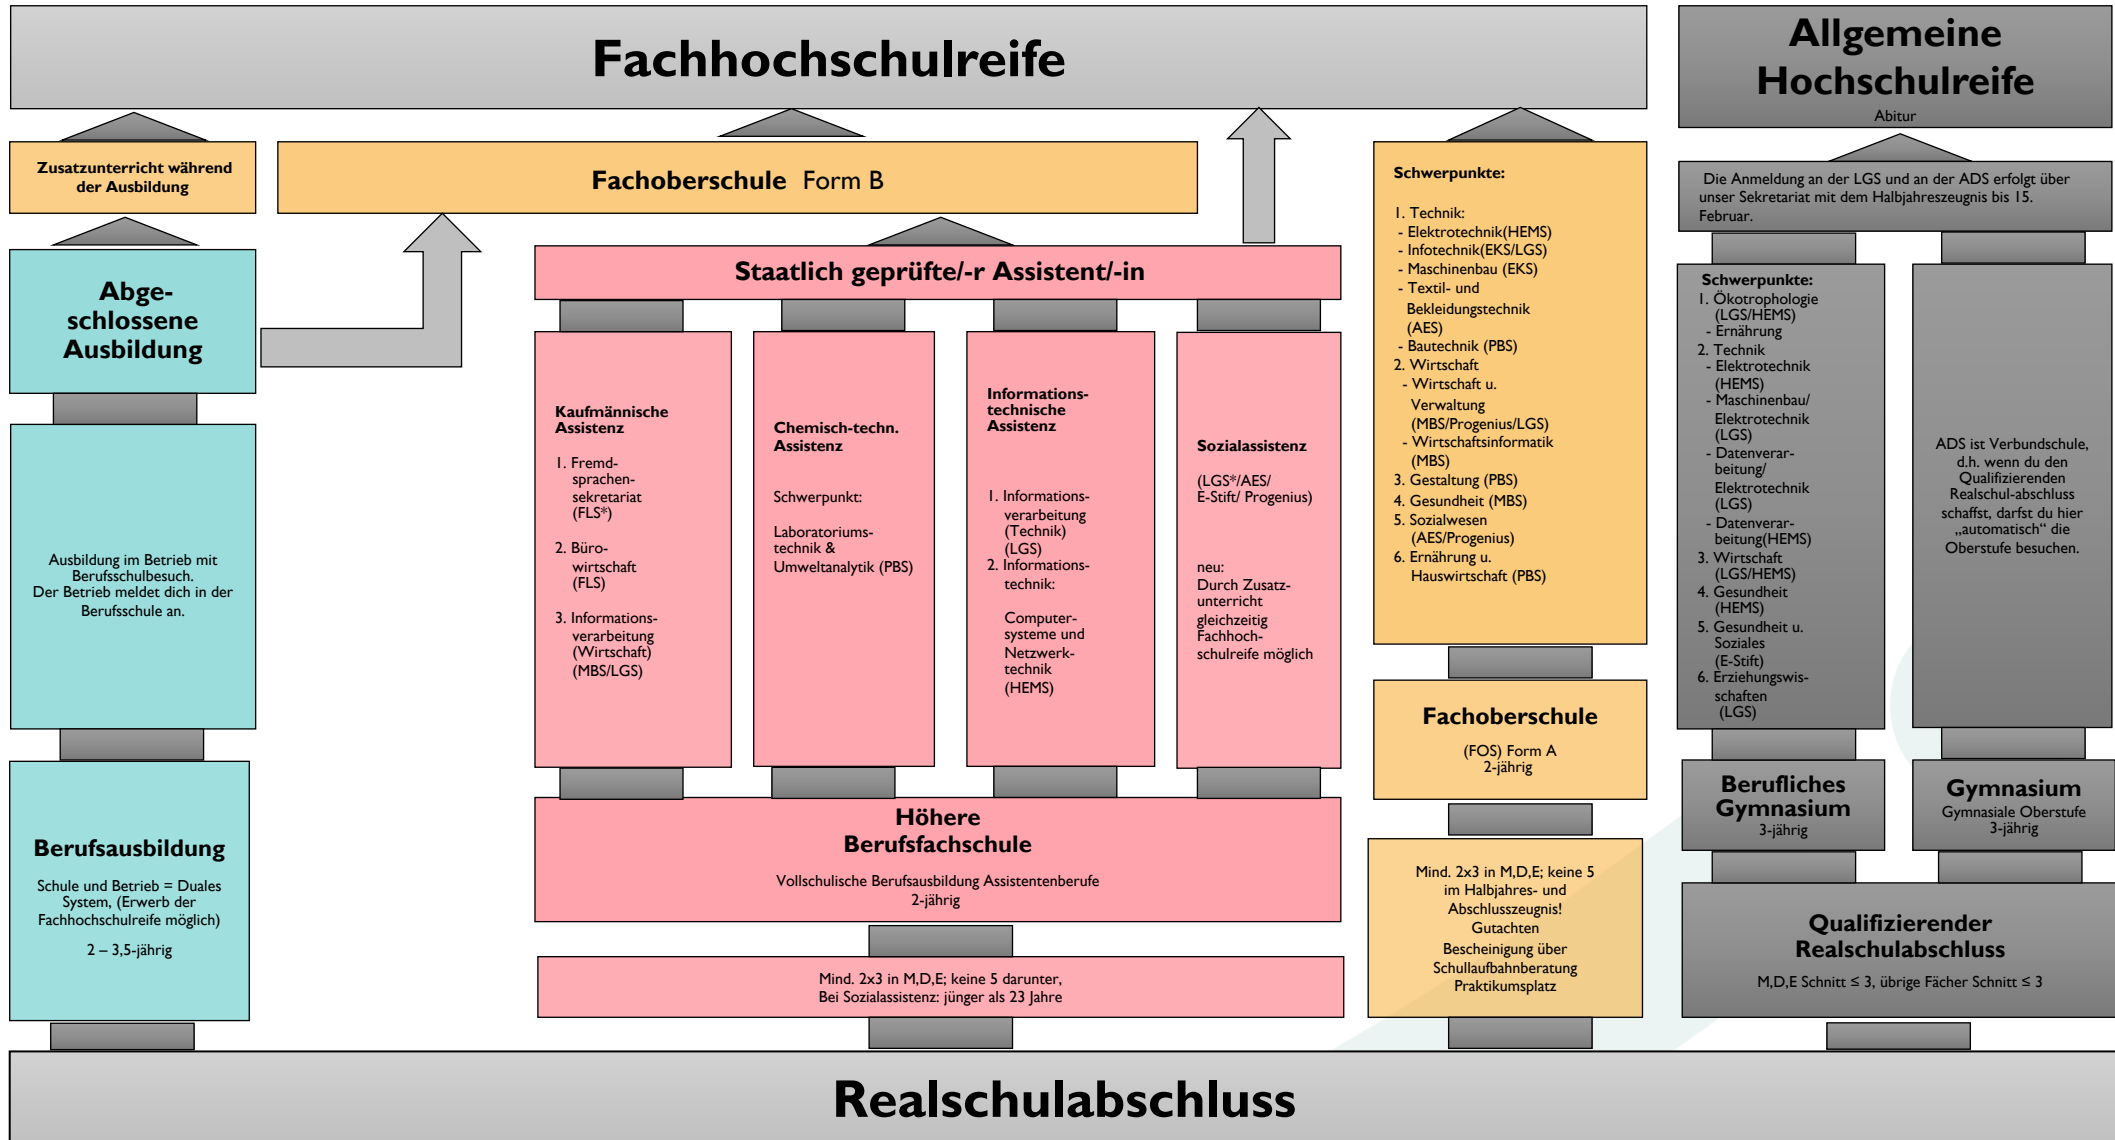 Fachhochschulreife
Allgemeine
Hochschulreife
Abitur
Zusatzunterricht während
der Ausbildung
Fachoberschule Form B
Abge-
schlossene
Ausbildung
Ausbildung im Betrieb mit
Berufsschulbesuch.
Der Betrieb meldet dich in der
Berufsschule an.
Berufsausbildung
Schule und Betrieb = Duales
System, (Erwerb der
Fachhochschulreife möglich)
2 – 3,5-jährig
Staatlich geprüfte/-r Assistent/-in
Kaufmännische
Assistenz
1. Fremd-
sprachen-
sekretariat
(FLS*)
2. Büro-
wirtschaft
(FLS)
3. Informations-
verarbeitung
(Wirtschaft)
(MBS/LGS)
Chemisch-techn.
Assistenz
Schwerpunkt:
Laboratoriums-
technik &
Umweltanalytik (PBS)
Informations-
technische
Assistenz
1. Informations-
verarbeitung
(Technik)
(LGS)
2. Informations-
technik:
Computer-
systeme und
Netzwerk-
technik
(HEMS)
Sozialassistenz
(LGS*/AES/
E-Stift/ Progenius)
neu:
Durch Zusatz-
unterricht
gleichzeitig
Fachhoch-
schulreife möglich
Höhere
Berufsfachschule
Vollschulische Berufsausbildung Assistentenberufe
2-jährig
Mind. 2x3 in M,D,E; keine 5 darunter,
Bei Sozialassistenz: jünger als 23 Jahre
Schwerpunkte:
1. Technik:
- Elektrotechnik(HEMS)
- Infotechnik(EKS/LGS)
- Maschinenbau (EKS)
- Textil- und
Bekleidungstechnik
(AES)
- Bautechnik (PBS)
2. Wirtschaft
- Wirtschaft u.
Verwaltung
(MBS/Progenius/LGS)
- Wirtschaftsinformatik
(MBS)
3. Gestaltung (PBS)
4. Gesundheit (MBS)
5. Sozialwesen
(AES/Progenius)
6. Ernährung u.
Hauswirtschaft (PBS)
Fachoberschule
(FOS) Form A
2-jährig
Mind. 2x3 in M,D,E; keine 5
im Halbjahres- und
Abschlusszeugnis!
Gutachten
Bescheinigung über
Schullaufbahnberatung
Praktikumsplatz
Die Anmeldung an der LGS und an der ADS erfolgt über
unser Sekretariat mit dem Halbjahreszeugnis bis 15.
Februar.
Schwerpunkte:
1. Ökotrophologie
(LGS/HEMS)
- Ernährung
2. Technik
- Elektrotechnik
(HEMS)
- Maschinenbau/
Elektrotechnik
(LGS)
- Datenverar-
beitung/
Elektrotechnik
(LGS)
- Datenverar-
beitung(HEMS)
3. Wirtschaft
(LGS/HEMS)
4. Gesundheit
(HEMS)
5. Gesundheit u.
Soziales
(E-Stift)
6. Erziehungswis-
schaften
(LGS)
ADS ist Verbundschule,
d.h. wenn du den
Qualifizierenden
Realschul-abschluss
schaffst, darfst du hier
„automatisch“ die
Oberstufe besuchen.
Berufliches
Gymnasium
3-jährig
Gymnasium
Gymnasiale Oberstufe
3-jährig
Qualifizierender
Realschulabschluss
M,D,E Schnitt ≤ 3, übrige Fächer Schnitt ≤ 3
Realschulabschluss